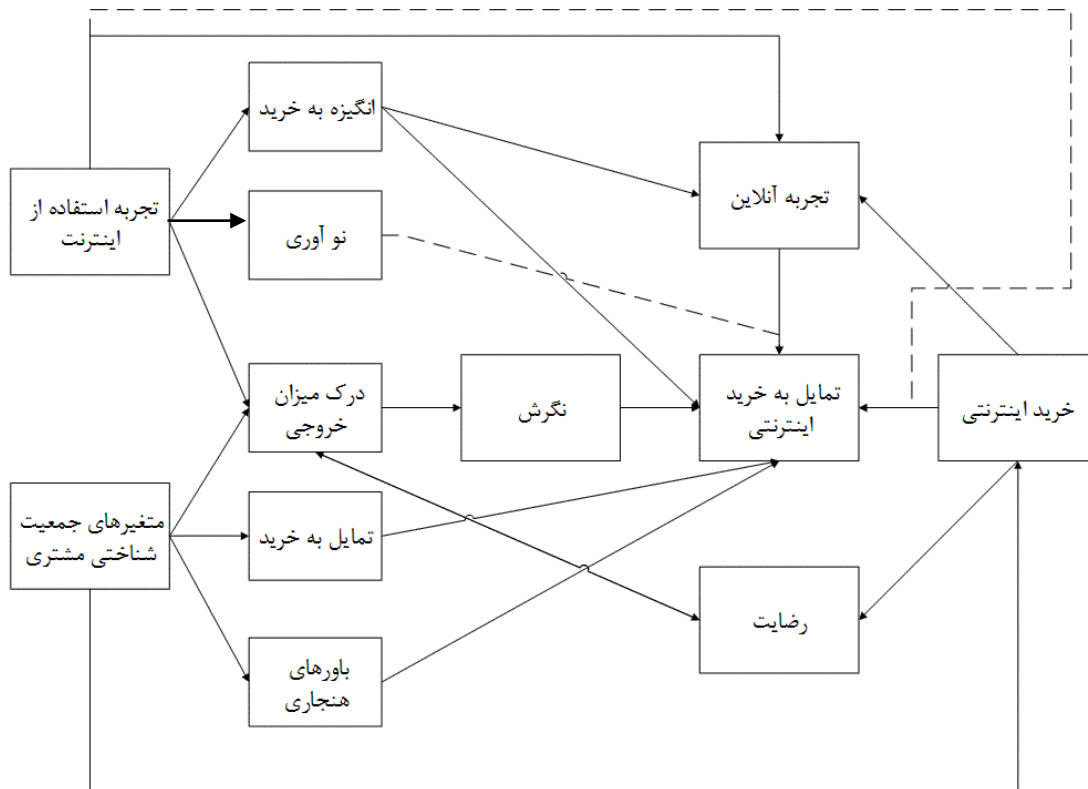 انگیزه به خرید
تجربه آنلاین
تجربه استفاده از
اینترنت
نو آوری
درک میزان
خروجی
نگرش
تمایل به خرید
اینترنتی
خرید اینترنتی
متغیرهای جمعیت
شناختی مشتری
تمایل به خرید
رضایت
باورهای
هنجاری